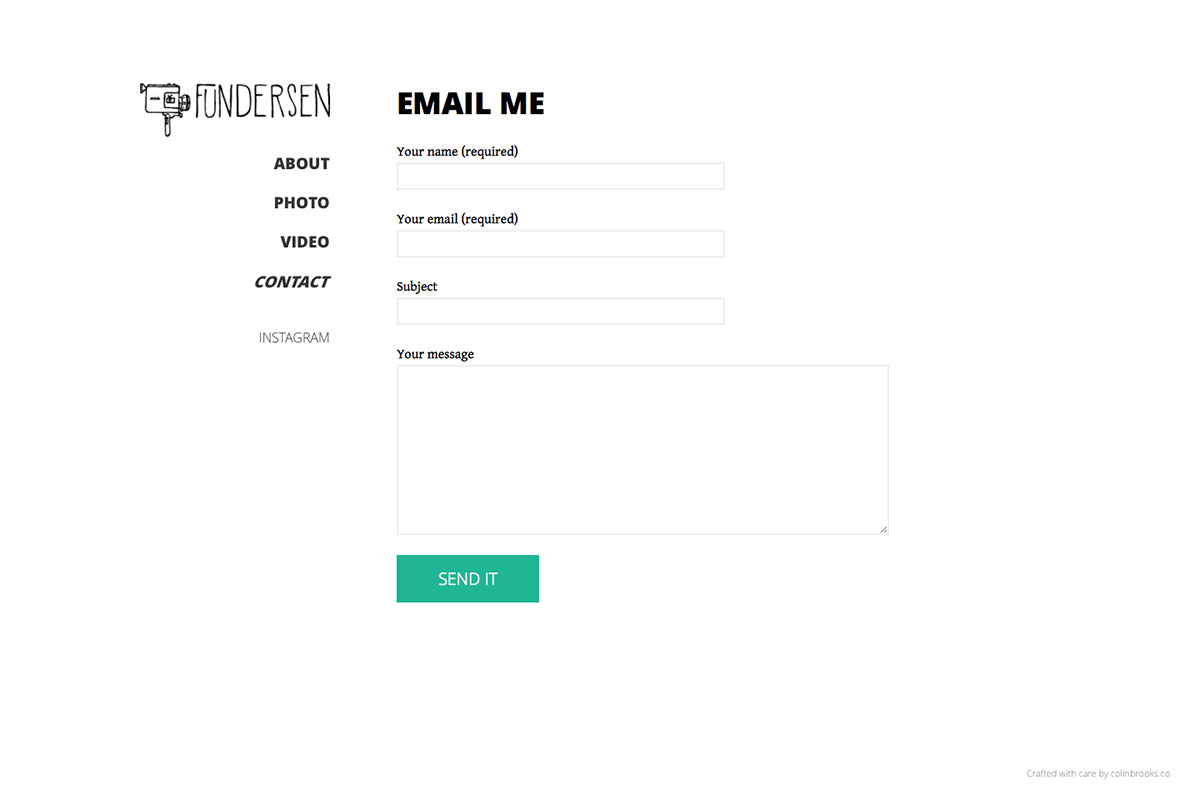 FŪNDERSEN
ABOUT
PHOTO
VIDEO
CONTACT
INSTAGRAM
EMAIL ME
Your name (required)
Your email (required)
Subject
Your message
SEND IT
Crafted with care by colinbrooks.co